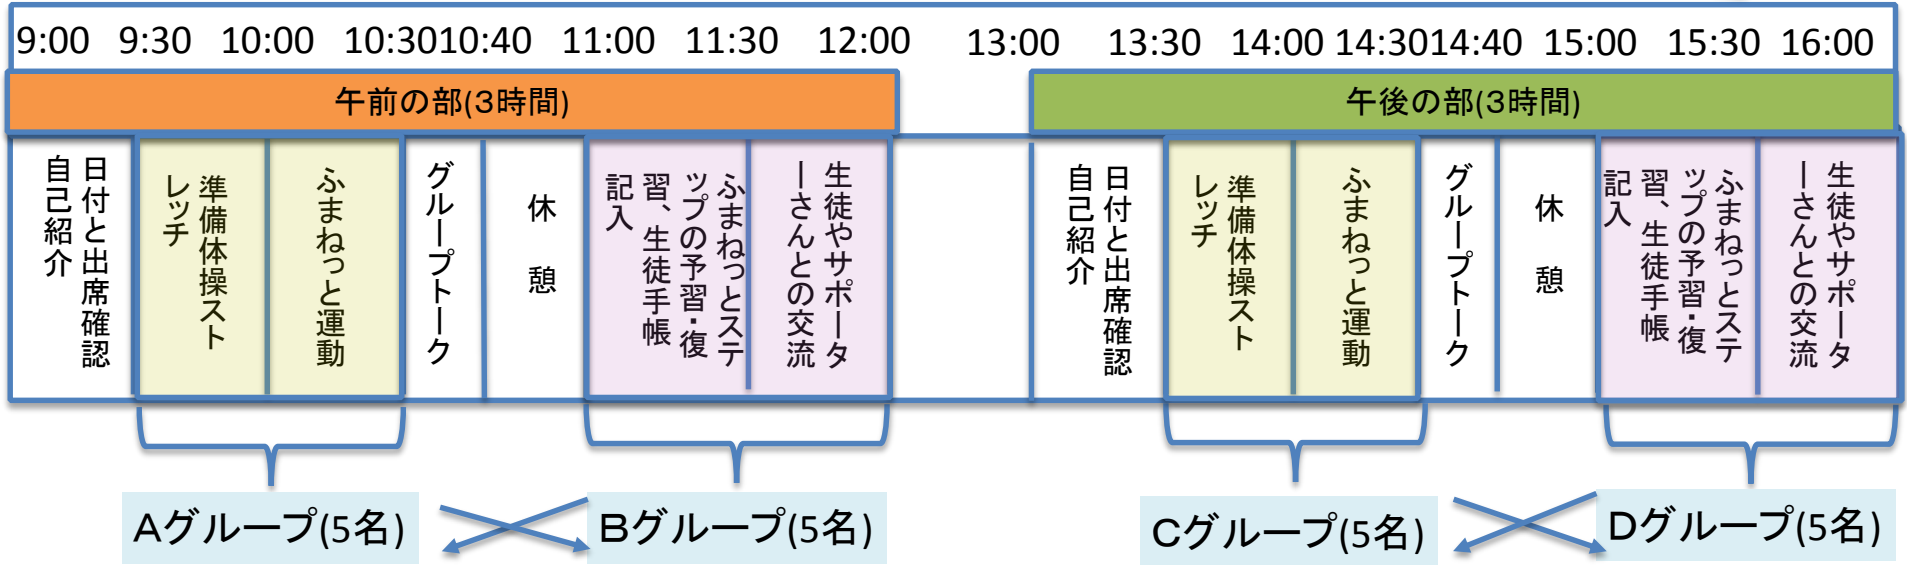 9:00 9:30 10:00 10:30 10:40 11:00 11:30 12:00 13:00 13:30 14:00 14:30 14:40 15:00 15:30 16:00
午前の部(3時間)
午後の部(3時間)
日付と出席確認
自己紹介
準備体操スト
レッチ
ふまねっと運動
グループトーク
休 憩
ふまねっとステ
ップの予習・復
習、生徒手帳
記入
生徒やサポータ
ーさんとの交流
日付と出席確認
自己紹介
準備体操スト
レッチ
ふまねっと運動
グループトーク
休 憩
ふまねっとステ
ップの予習・復
習、生徒手帳
記入
生徒やサポータ
ーさんとの交流
Aグループ(5名)
Bグループ(5名)
Cグループ(5名)
Dグループ(5名)